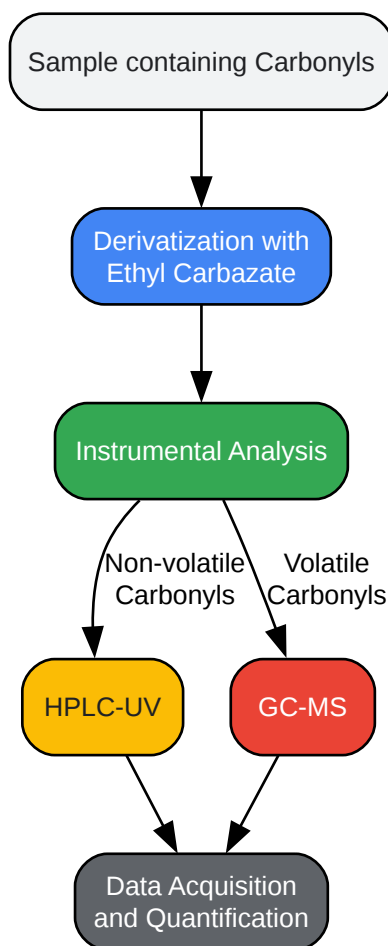 Sample containing Carbonyls
Derivatization with
Ethyl Carbazate
Instrumental Analysis
Non-volatile
Carbonyls
Volatile
Carbonyls
HPLC-UV
GC-MS
Data Acquisition
and Quantification